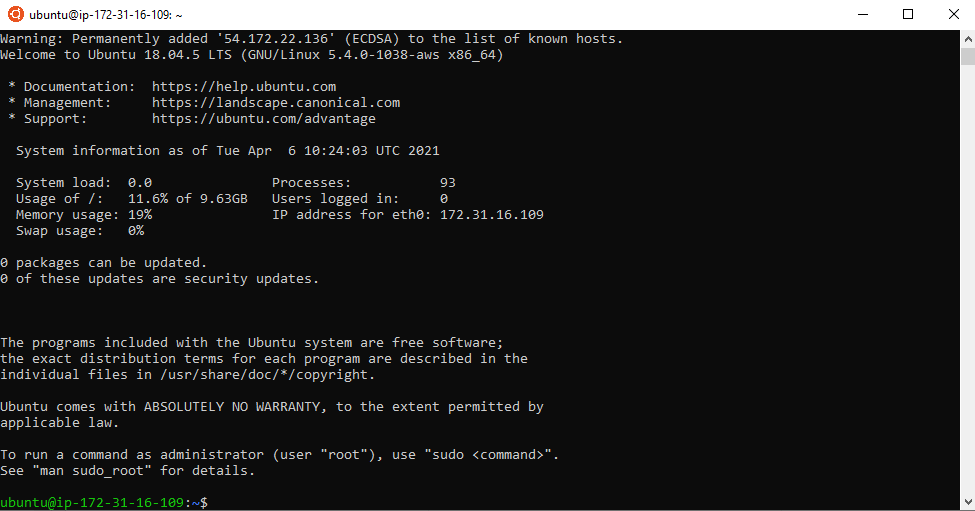 ubuntu@ip-172-31-16-109: ~
Warning: Permanently added '54.172.22.136' (ECDSA) to the list of known hosts.
Welcome to Ubuntu 18.04.5 LTS (GNU/Linux 5.4.0-1038-aws x86_64)
* Documentation:  https://help.ubuntu.com
* Management:     https://landscape.canonical.com
* Support:        https://ubuntu.com/advantage
System information as of Tue Apr  6 10:24:03 UTC 2021
System load:  0.0               Processes:           93
Usage of /:   11.6% of 9.63GB   Users logged in:     0
Memory usage: 19%               IP address for eth0: 172.31.16.109
Swap usage:   0%
0 packages can be updated.
0 of these updates are security updates.
The programs included with the Ubuntu system are free software;
the exact distribution terms for each program are described in the
individual files in /usr/share/doc/*/copyright.
Ubuntu comes with ABSOLUTELY NO WARRANTY, to the extent permitted by
applicable law.
To run a command as administrator (user "root"), use "sudo <command>".
See "man sudo_root" for details.
ubuntu@ip-172-31-16-109:~$